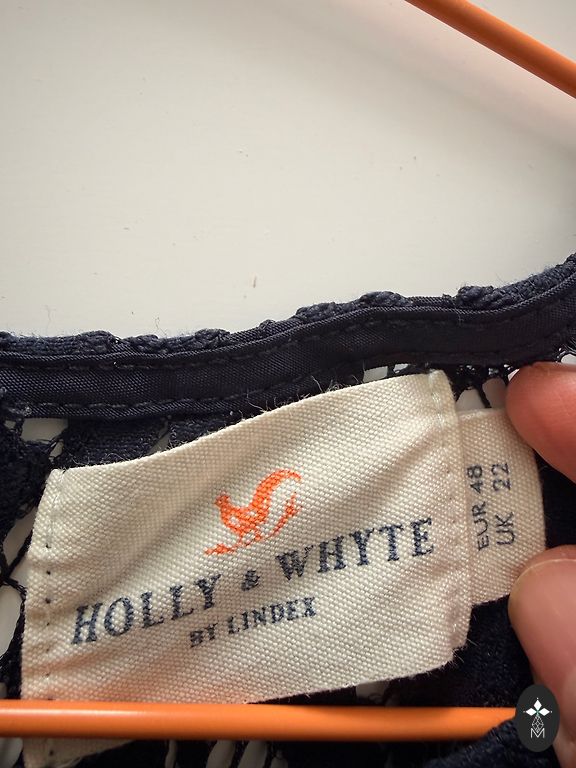 HOLLY & WHYTE
BY LINDEX
EUR 48
UK 22